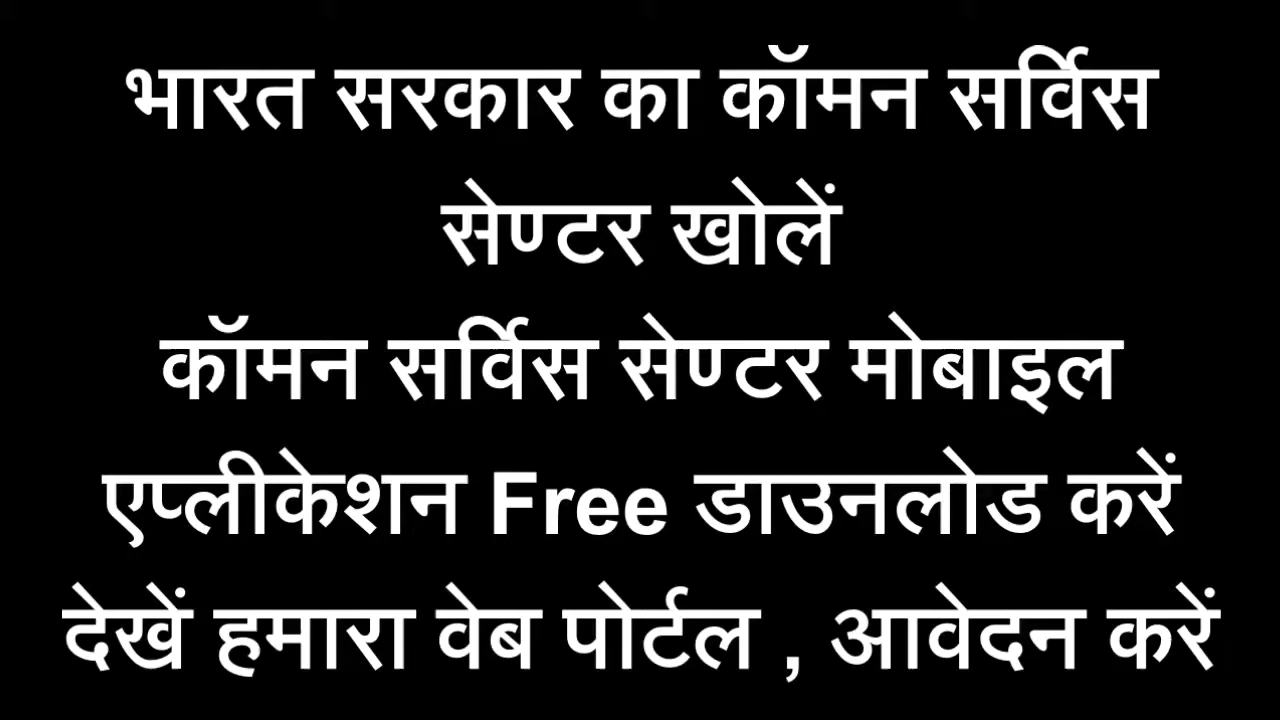 भारत सरकार का कॉमन सर्विस
सेण्टर खोलें
कॉमन सर्विस सेण्टर मोबाइल
एप्लीकेशन Free डाउनलोड करें
देखें हमारा वेब पोर्टल , आवेदन करें